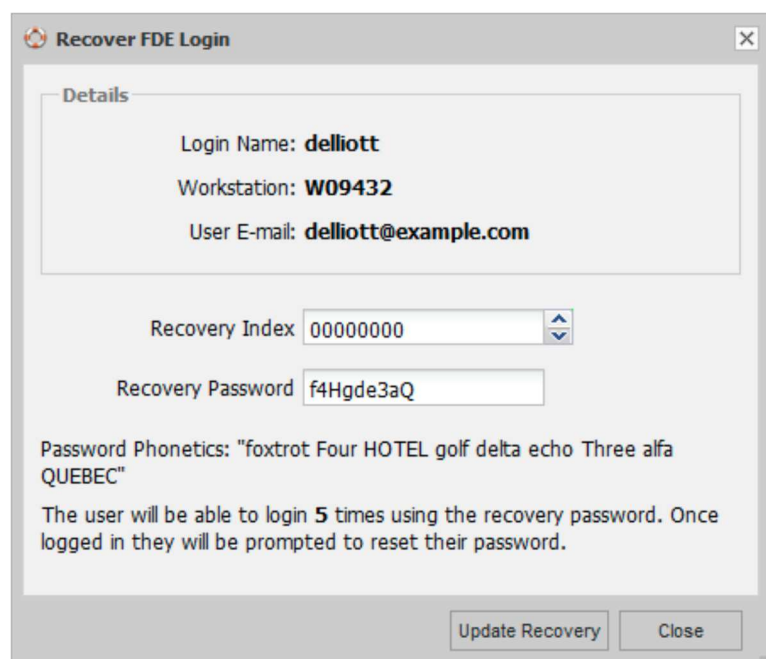 Recover FDE Login
Details
Login Name: delliott
Workstation: W09432
User E-mail: delliott@example.com
Recovery Index 00000000
Recovery Password f4Hgde3aQ
Password Phonetics: "foxtrot Four HOTEL golf delta echo Three alfa
QUEBEC"
The user will be able to login 5 times using the recovery password. Once
logged in they will be prompted to reset their password.
Update Recovery Close